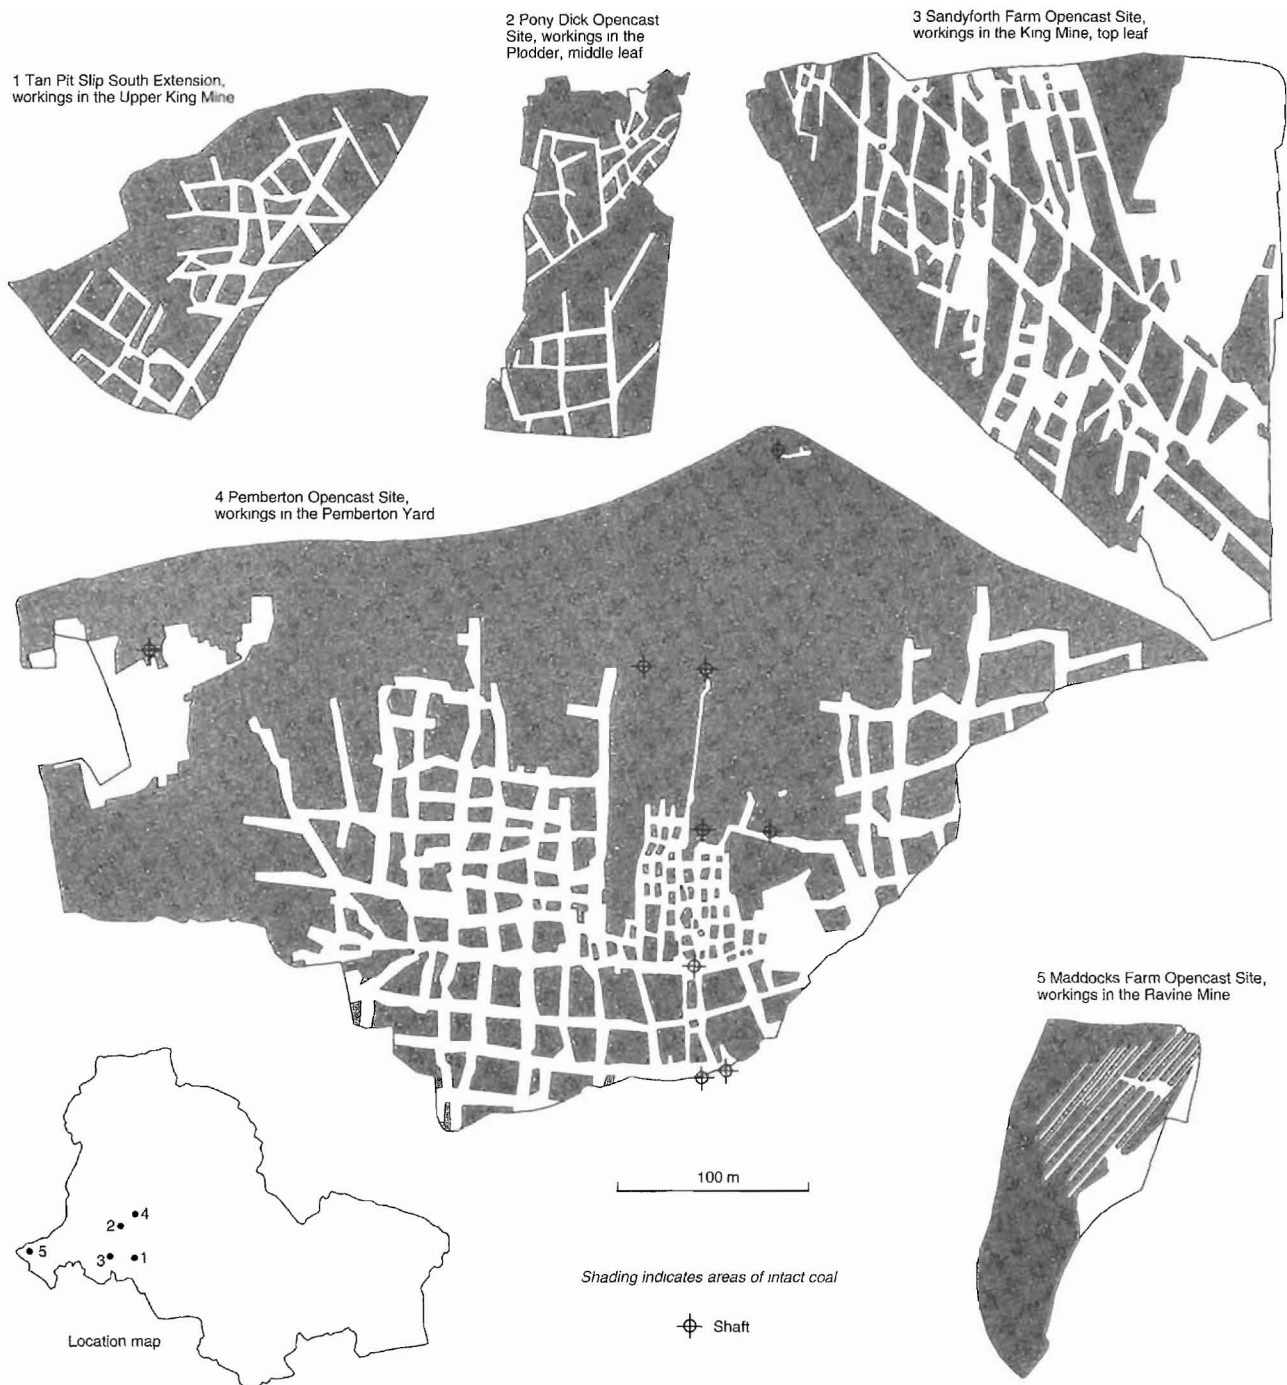 2 Pony Dick Opencast
Site, workings in the
Plodder, middle leaf
3 Sandyforth Farm Opencast Site,
workings in the King Mine, top leaf
1 Tan Pit Slip South Extension,
workings in the Upper King Mine
4 Pemberton Opencast Site,
workings in the Pemberton Yard
5 Maddocks Farm Opencast Site,
workings in the Ravine Mine
100 m
4
2
5
3
1
Shading indicates areas of intact coal
Shaft
Location map